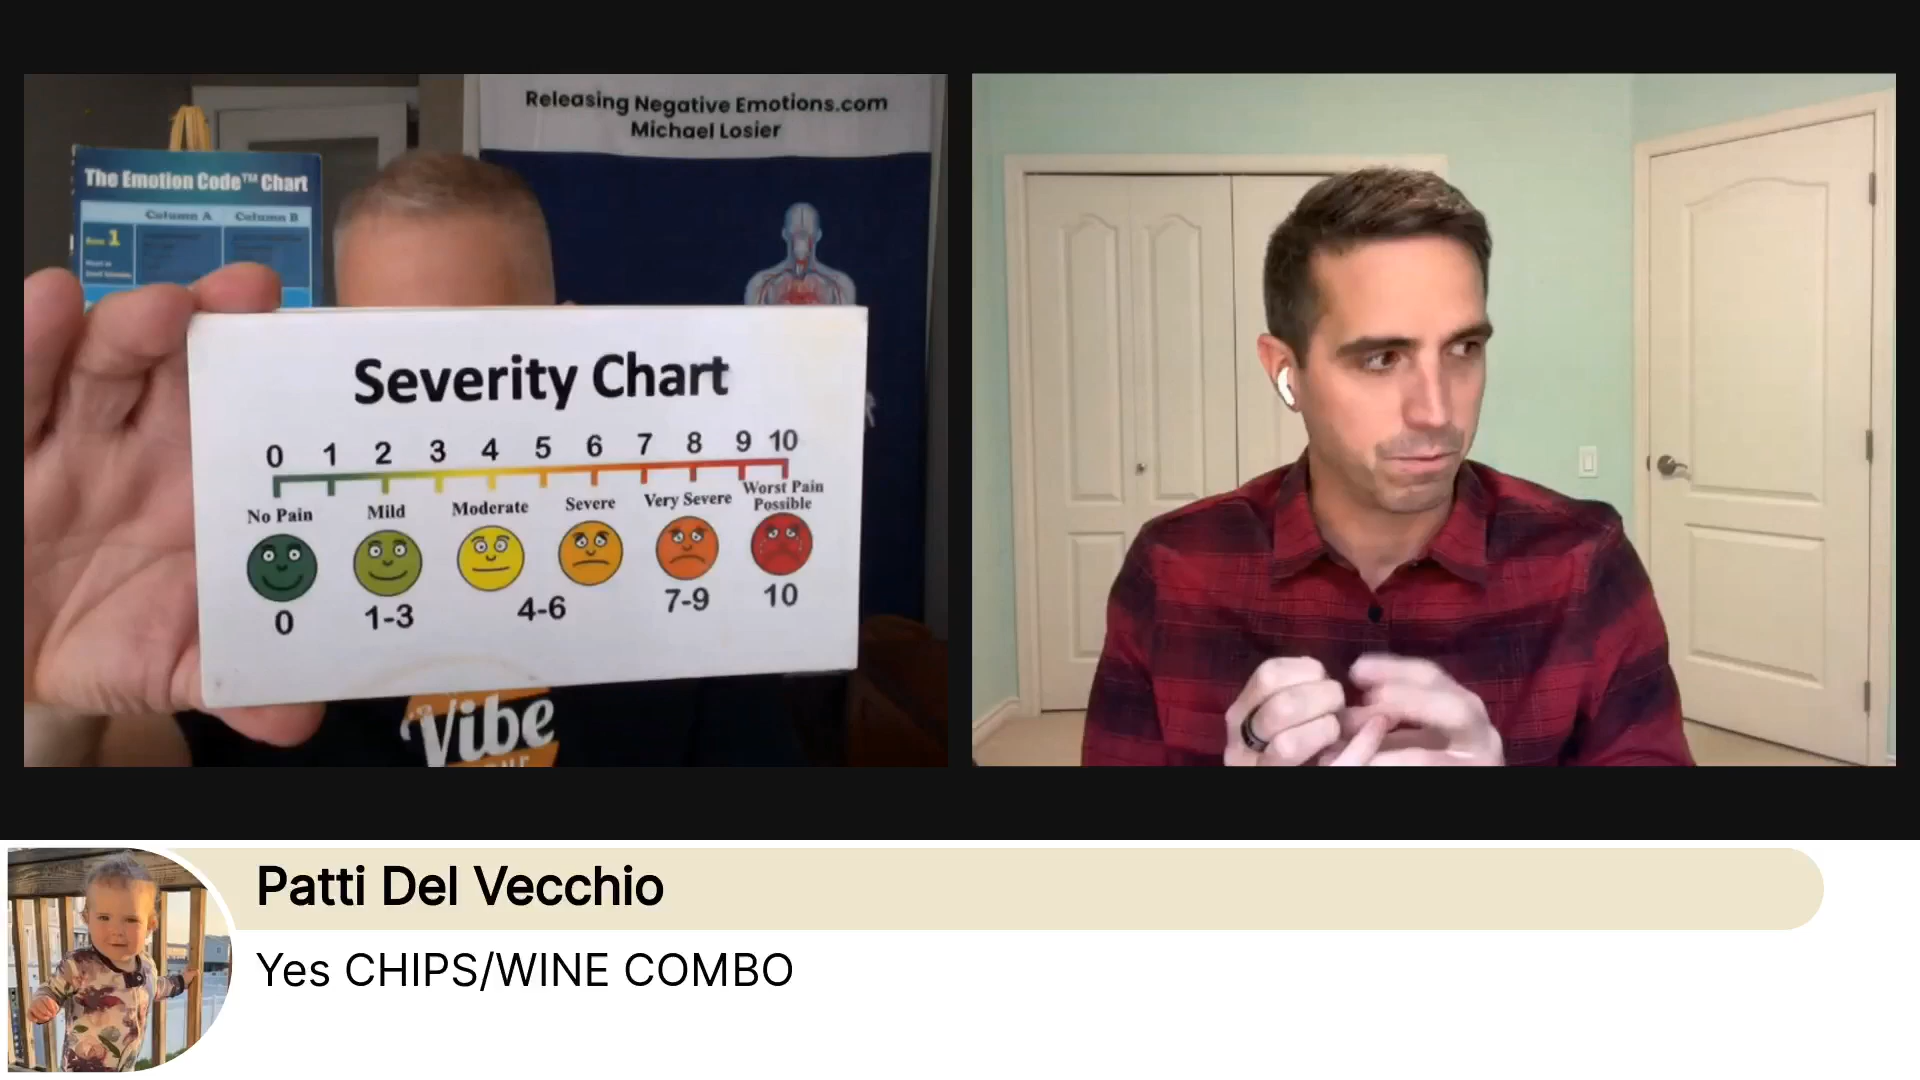 Releasing Negative Emotions.com
Michael Losier
The Emotion Code™ Chart
Column A Column B
1
Severity Chart
0 1 2 3 4 5 6 7 8 9 10
No Pain Mild Moderate Severe Very Severe Worst Pain Possible
0 1-3 4-6 7-9 10
Vibe
Patti Del Vecchio
Yes CHIPS/WINE COMBO